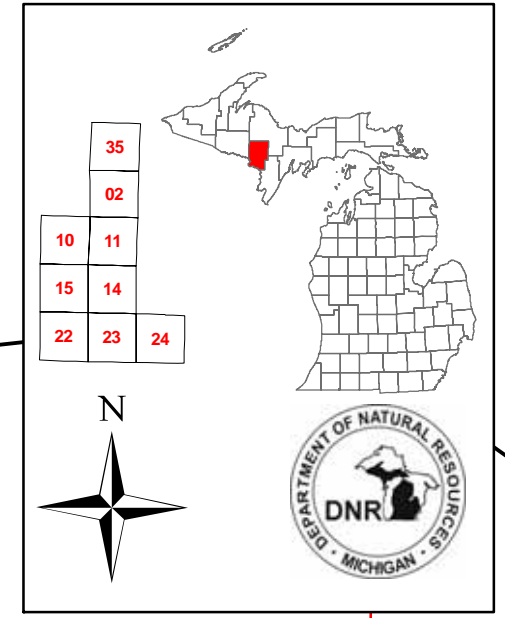 35
02
10 11
15 14
22 23 24
N
DEPARTMENT OF NATURAL RESOURCES
DNR
· MICHIGAN ·